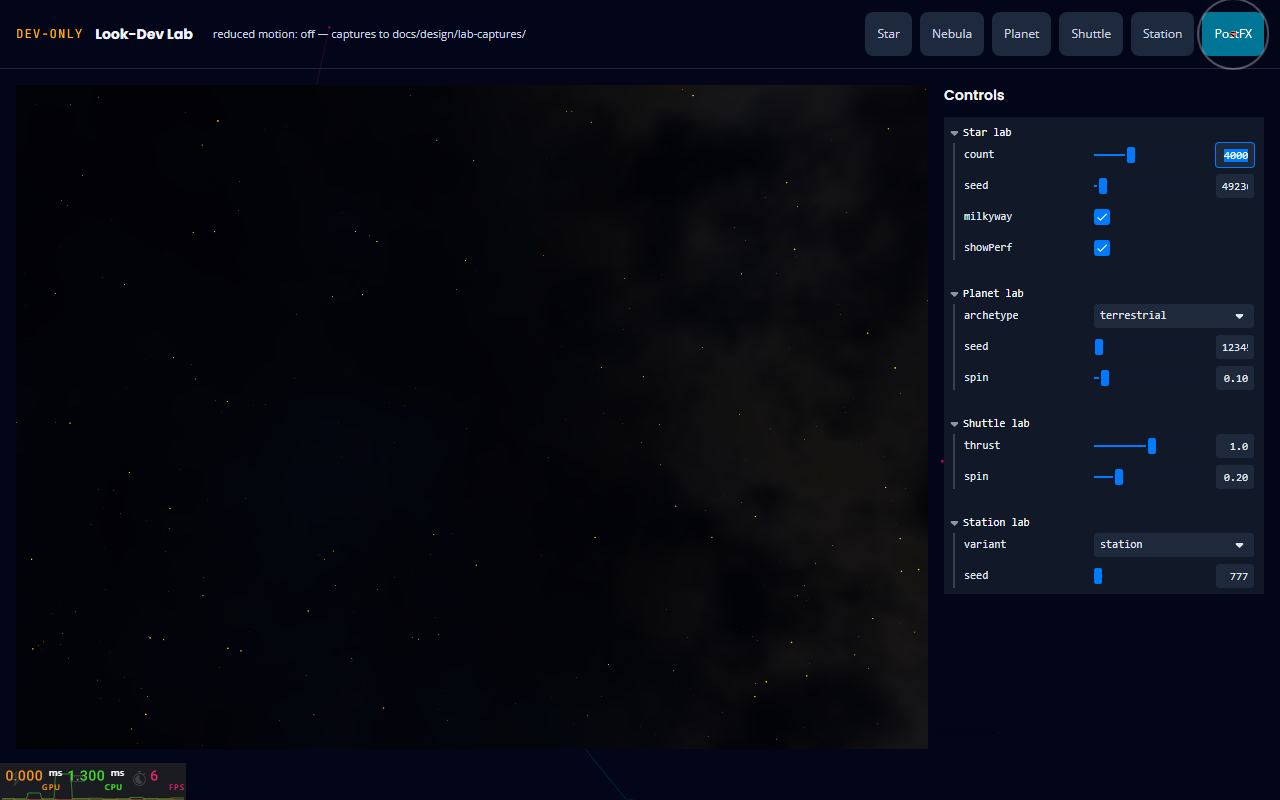 DEV-ONLY Look-Dev Lab reduced motion: off — captures to docs/design/lab-captures/ Star Nebula Planet Shuttle Station PostFX
Controls
Star lab
count 4000
seed
milkyway
showPerf
Planet lab
archetype terrestrial
seed
spin 0.10
Shuttle lab
thrust 1.0
spin 0.20
Station lab
variant station
seed 777
0.000 ms 1.300 ms 6
GPU CPU FPS